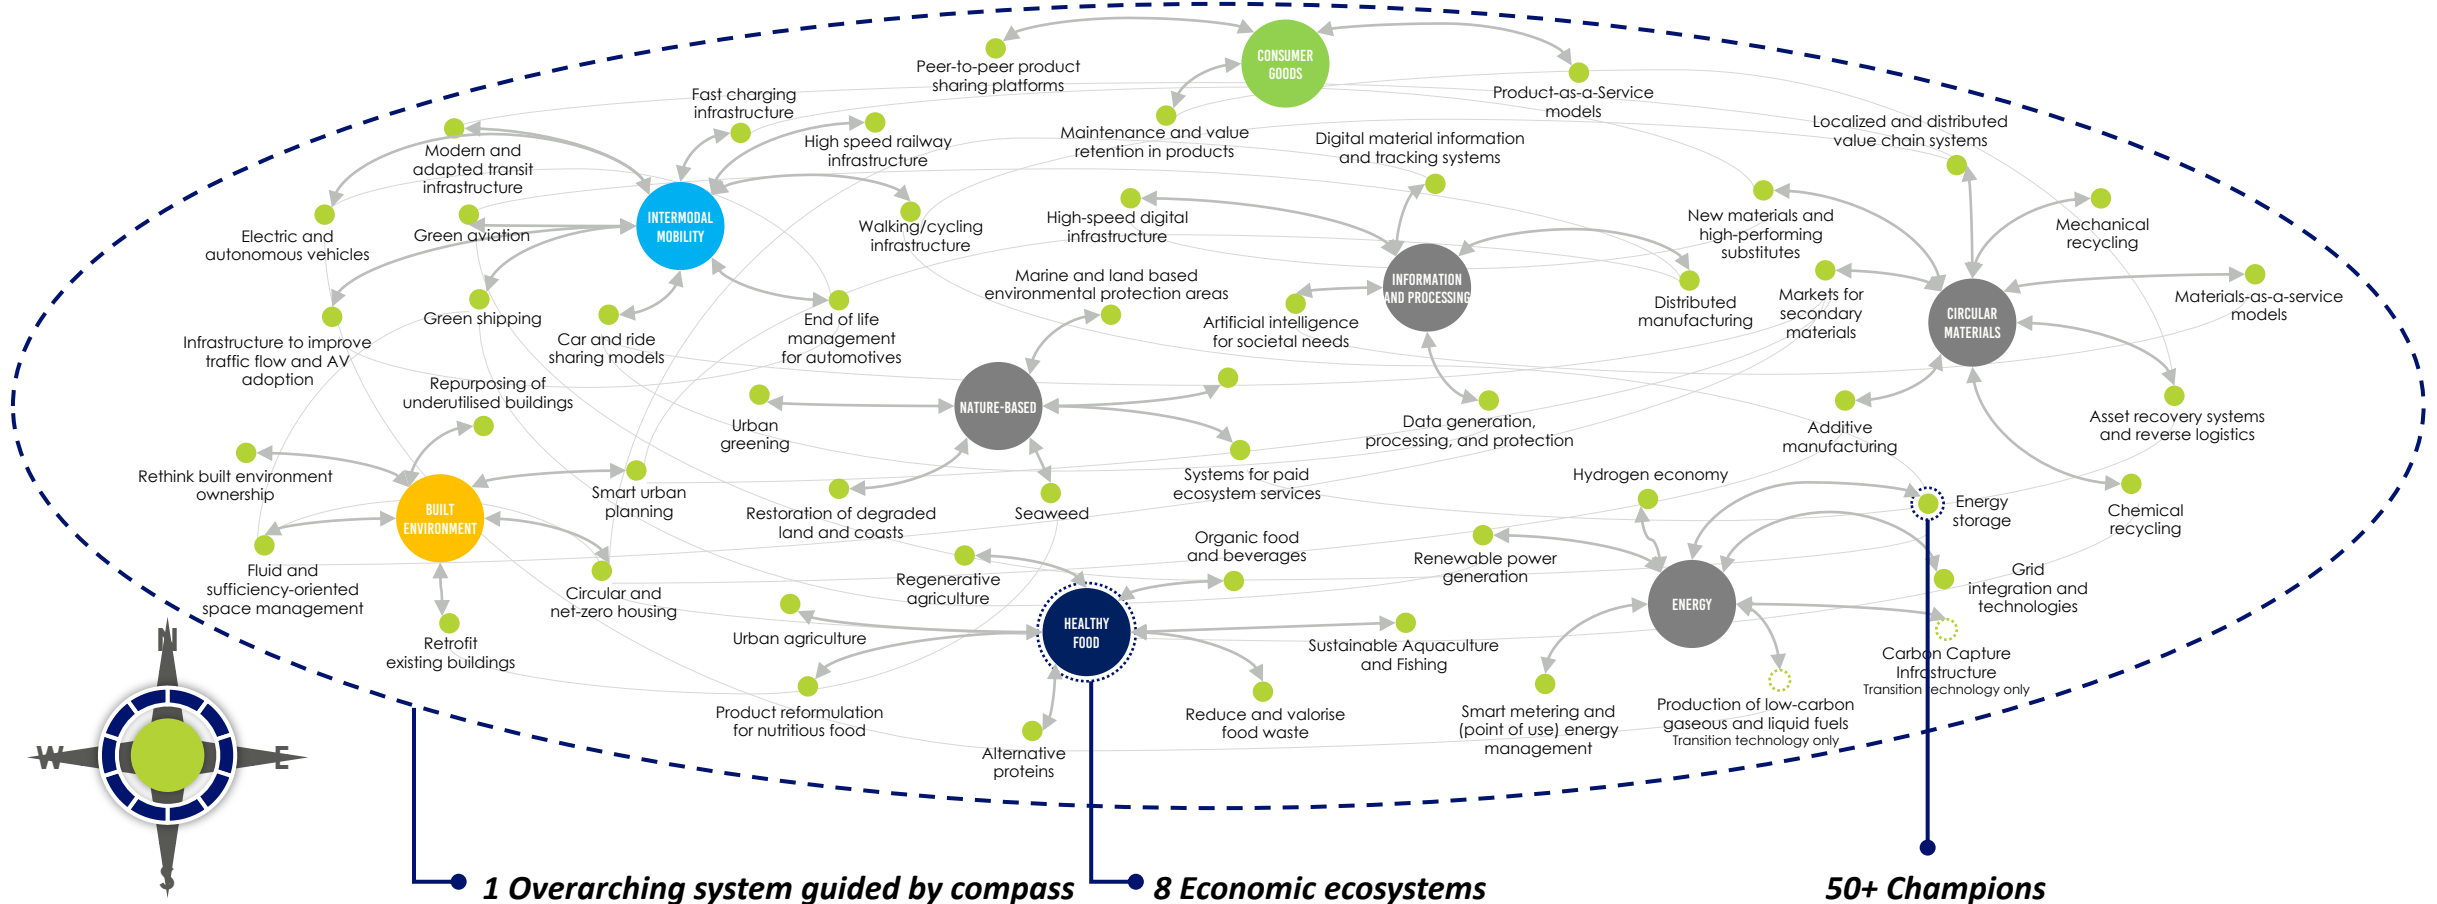 CONSUMER
GOODS
Peer-to-peer product
sharing platforms
Product-as-a-Service
models
Maintenance and value
retention in products
Fast charging
infrastructure
High speed railway
infrastructure
Modern and
adapted transit
infrastructure
INTERMODAL
MOBILITY
Electric and
autonomous vehicles
Green aviation
Walking/cycling
infrastructure
Green shipping
Infrastructure to improve
traffic flow and AV
adoption
Car and ride
sharing models
End of life
management
for automotives
Digital material information
and tracking systems
High-speed digital
infrastructure
INFORMATION
AND PROCESSING
Artificial intelligence
for societal needs
Distributed
manufacturing
Data generation,
processing, and protection
Localized and distributed
value chain systems
New materials and
high-performing
substitutes
Mechanical
recycling
Markets for
secondary
materials
CIRCULAR
MATERIALS
Materials-as-a-service
models
Additive
manufacturing
Asset recovery systems
and reverse logistics
Chemical
recycling
Marine and land based
environmental protection areas
NATURE-BASED
Urban
greening
Restoration of degraded
land and coasts
Seaweed
Systems for paid
ecosystem services
Repurposing of
underutilised buildings
Rethink built environment
ownership
BUILT
ENVIRONMENT
Smart urban
planning
Fluid and
sufficiency-oriented
space management
Circular and
net-zero housing
Retrofit
existing buildings
Organic food
and beverages
Regenerative
agriculture
Urban agriculture
HEALTHY
FOOD
Sustainable Aquaculture
and Fishing
Product reformulation
for nutritious food
Reduce and valorise
food waste
Alternative
proteins
Hydrogen economy
Energy
storage
Renewable power
generation
ENERGY
Grid
integration and
technologies
Carbon Capture
Infrastructure
Transition technology only
Smart metering and
(point of use) energy
management
Production of low-carbon
gaseous and liquid fuels
Transition technology only
N
W
E
S
1 Overarching system guided by compass
8 Economic ecosystems
50+ Champions